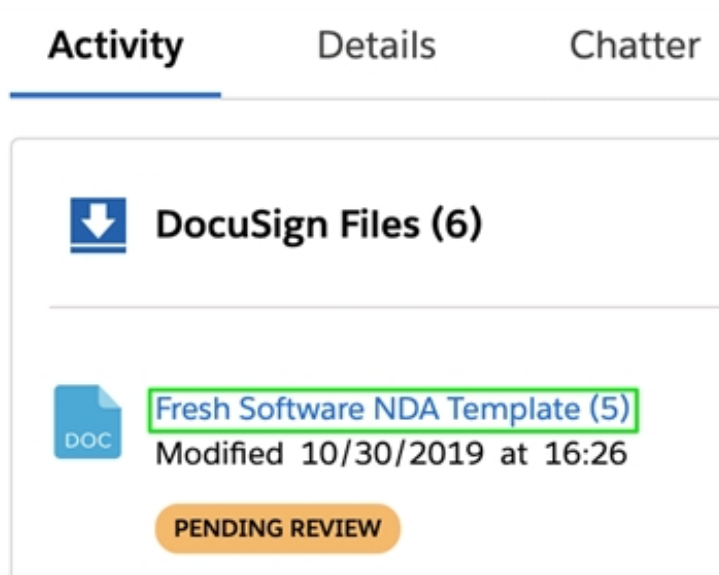 Activity Details Chatter
DocuSign Files (6)
DOC
Fresh Software NDA Template (5)
Modified 10/30/2019 at 16:26
PENDING REVIEW